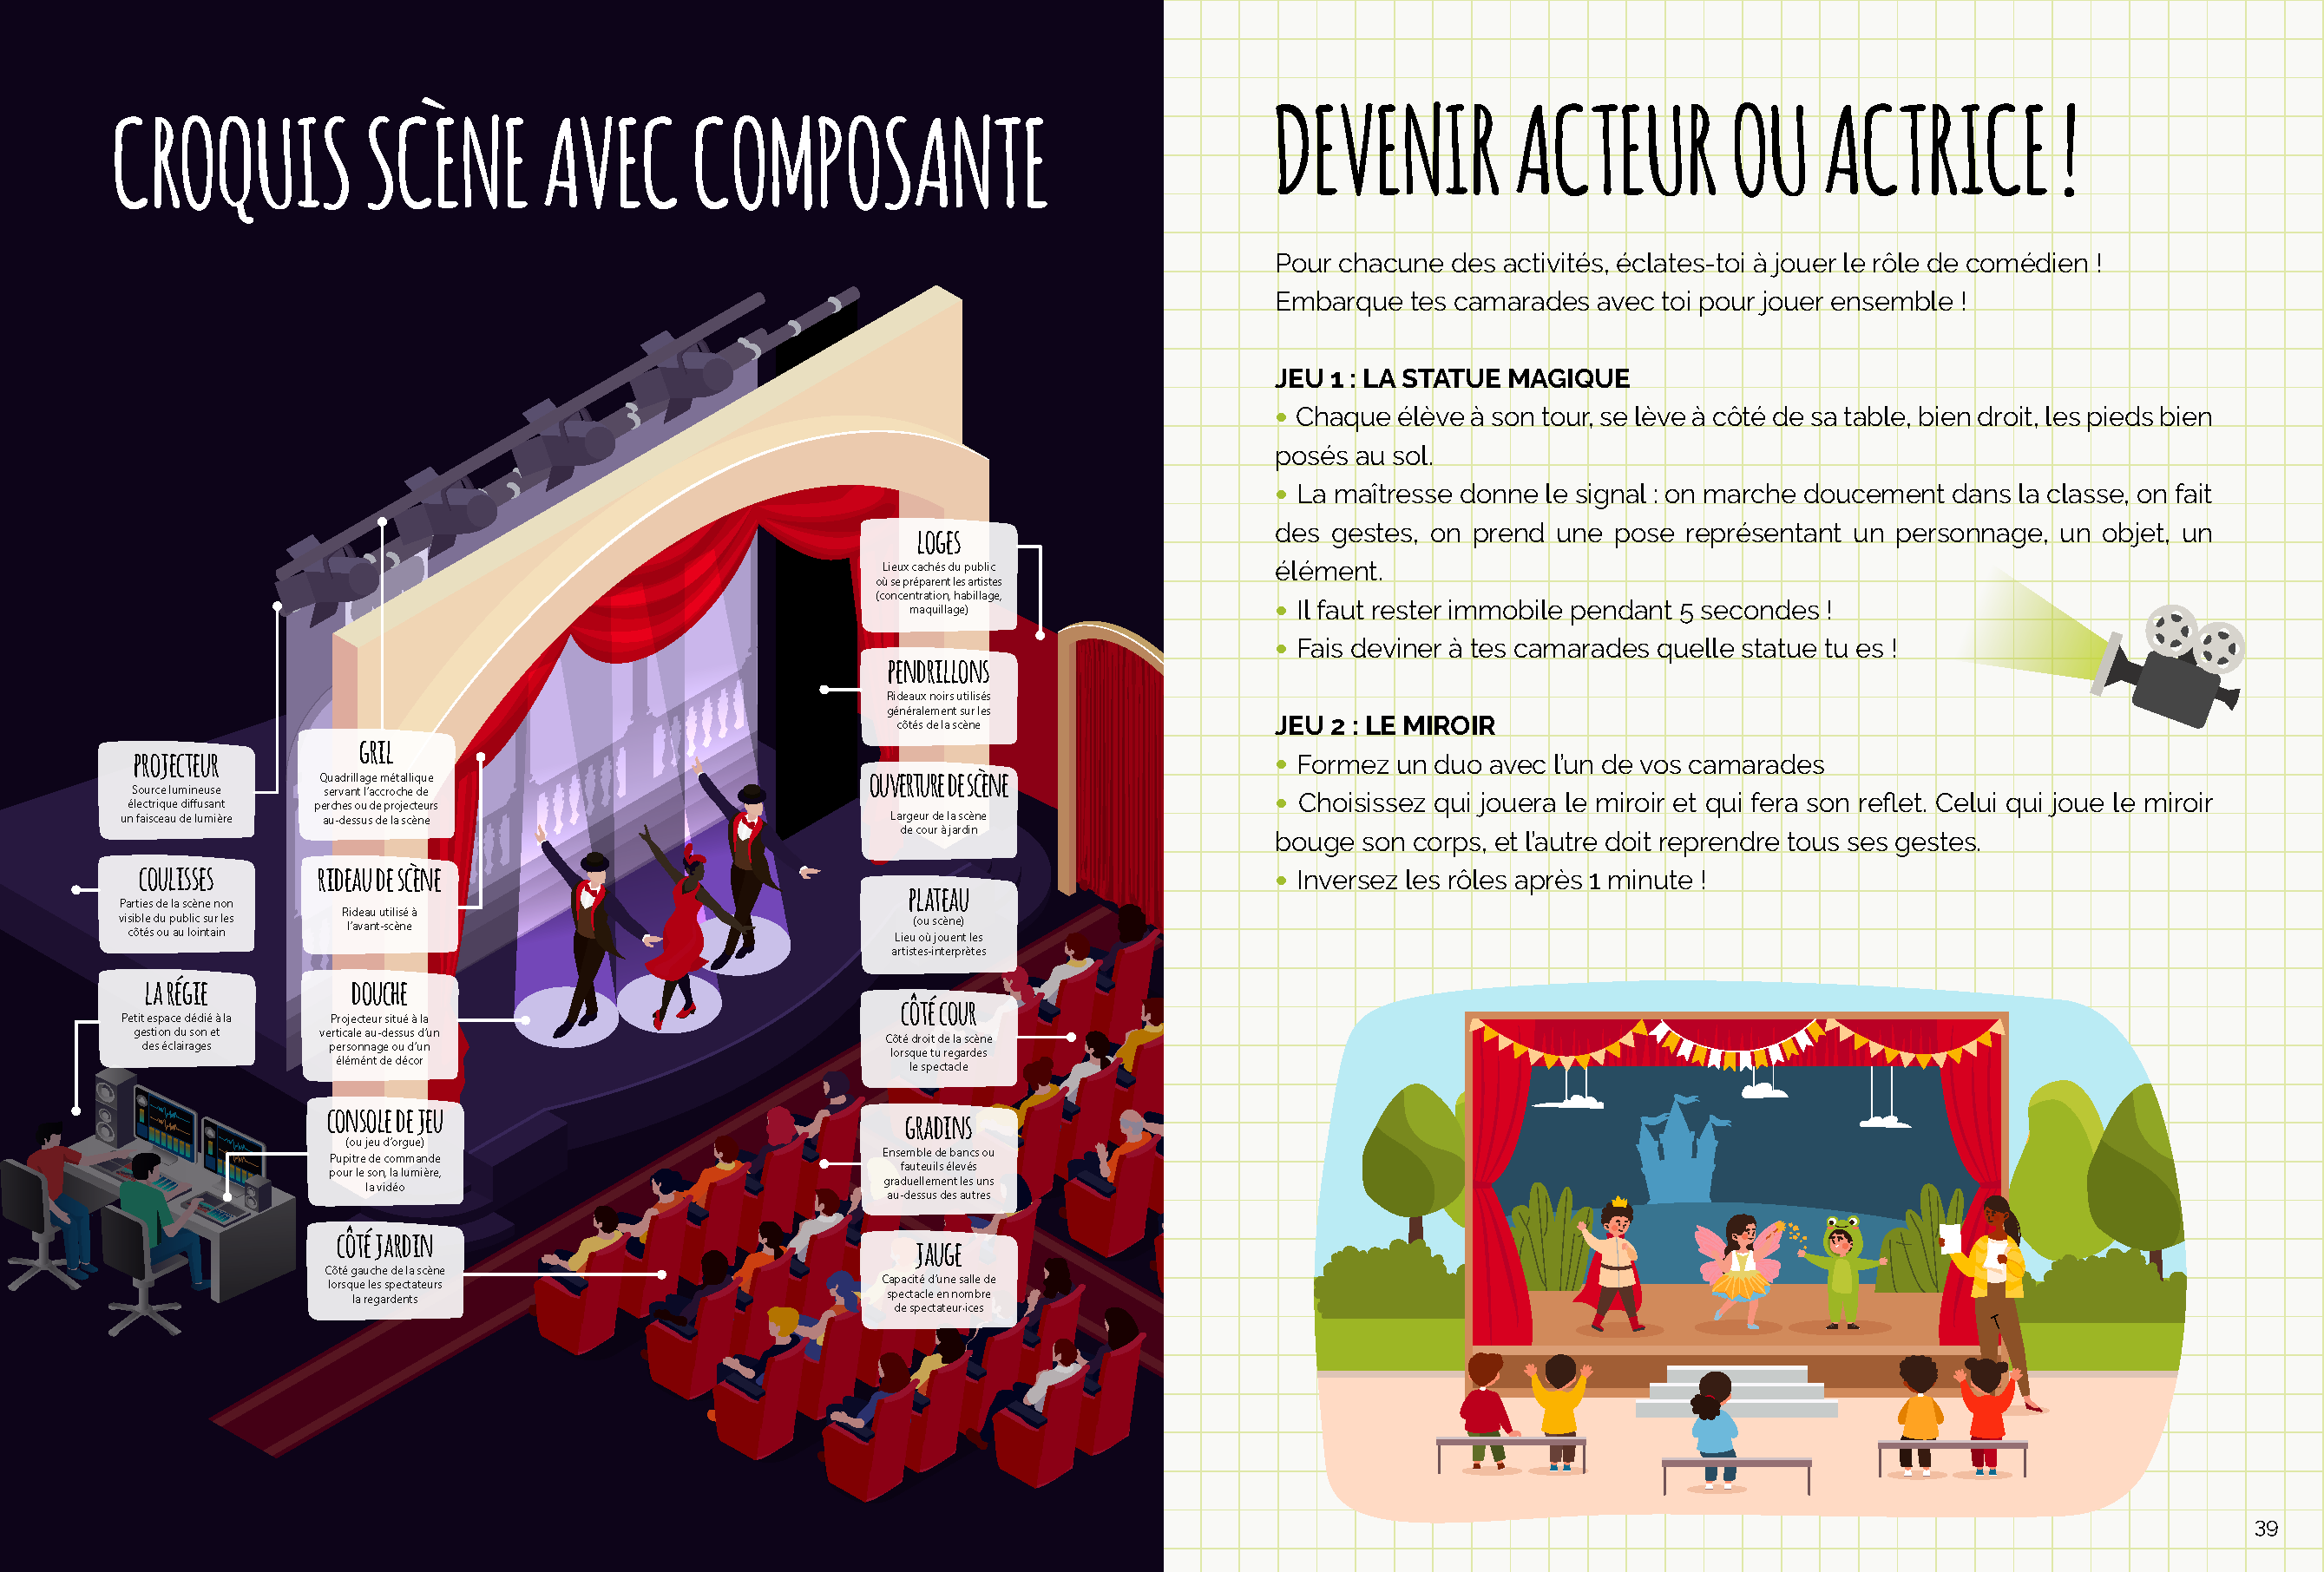 CROQUIS SCÈNE AVEC COMPOSANTE
PROJECTEUR
Source lumineuse
électrique diffusant
un faisceau de lumière
COULISSES
Parties de la scène non
visible du public sur les
côtés ou au lointain
LA RÉGIE
Petit espace dédié à la
gestion du son et
des éclairages
GRIL
Quadrillage métallique
servant l'accroche de
perches ou de projecteurs
au-dessus de la scène
RIDEAU DE SCÈNE
Rideau utilisé à
l'avant-scène
DOUCHE
Projecteur situé à la
verticale au-dessus d'un
personnage ou d'un
élémént de décor
CONSOLE DE JEU
(ou jeu d'orgue)
Pupitre de commande
pour le son, la lumière,
la vidéo
CÔTÉ JARDIN
Côté gauche de la scène
lorsque les spectateurs
la regardents
LOGES
Lieux cachés du public
où se préparent les artistes
(concentration, habillage,
maquillage)
PENDRILLONS
Rideaux noirs utilisés
généralement sur les
côtés de la scène
OUVERTURE DE SCÈNE
Largeur de la scène
de cour à jardin
PLATEAU
(ou scène)
Lieu où jouent les
artistes-interprètes
CÔTÉ COUR
Côté droit de la scène
lorsque tu regardes
le spectacle
GRADINS
Ensemble de bancs ou
fauteuils élevés
graduellement les uns
au-dessus des autres
JAUGE
Capacité d'une salle de
spectacle en nombre
de spectateur·ices
DEVENIR ACTEUR OU ACTRICE !
Pour chacune des activités, éclates-toi à jouer le rôle de comédien !
Embarque tes camarades avec toi pour jouer ensemble !
JEU 1 : LA STATUE MAGIQUE
• Chaque élève à son tour, se lève à côté de sa table, bien droit, les pieds bien
posés au sol.
• La maîtresse donne le signal : on marche doucement dans la classe, on fait
des gestes, on prend une pose représentant un personnage, un objet, un
élément.
• Il faut rester immobile pendant 5 secondes !
• Fais deviner à tes camarades quelle statue tu es !
JEU 2 : LE MIROIR
• Formez un duo avec l'un de vos camarades
• Choisissez qui jouera le miroir et qui fera son reflet. Celui qui joue le miroir
bouge son corps, et l'autre doit reprendre tous ses gestes.
• Inversez les rôles après 1 minute !
39